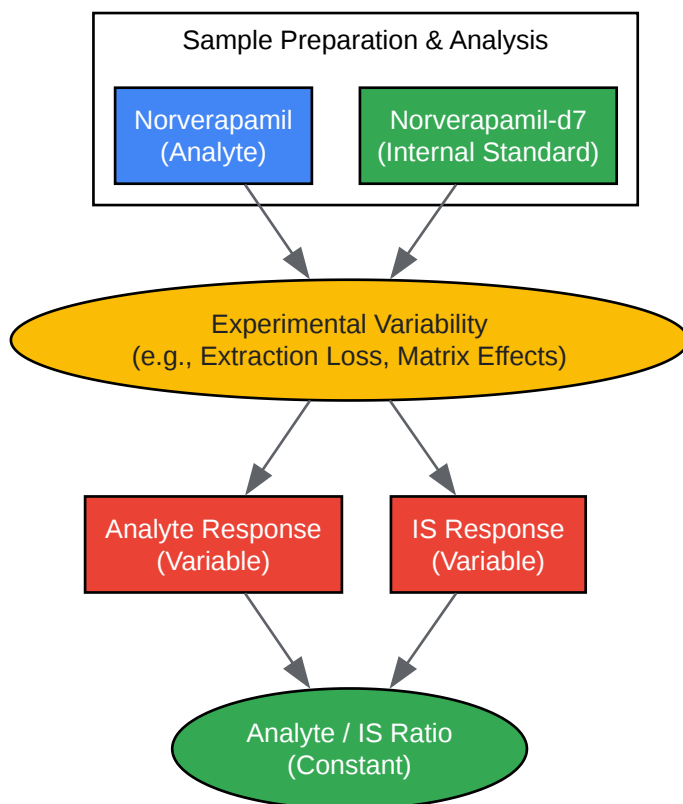 Sample Preparation & Analysis
Norverapamil
(Analyte)
Norverapamil-d7
(Internal Standard)
Experimental Variability
(e.g., Extraction Loss, Matrix Effects)
Analyte Response
(Variable)
IS Response
(Variable)
Analyte / IS Ratio
(Constant)